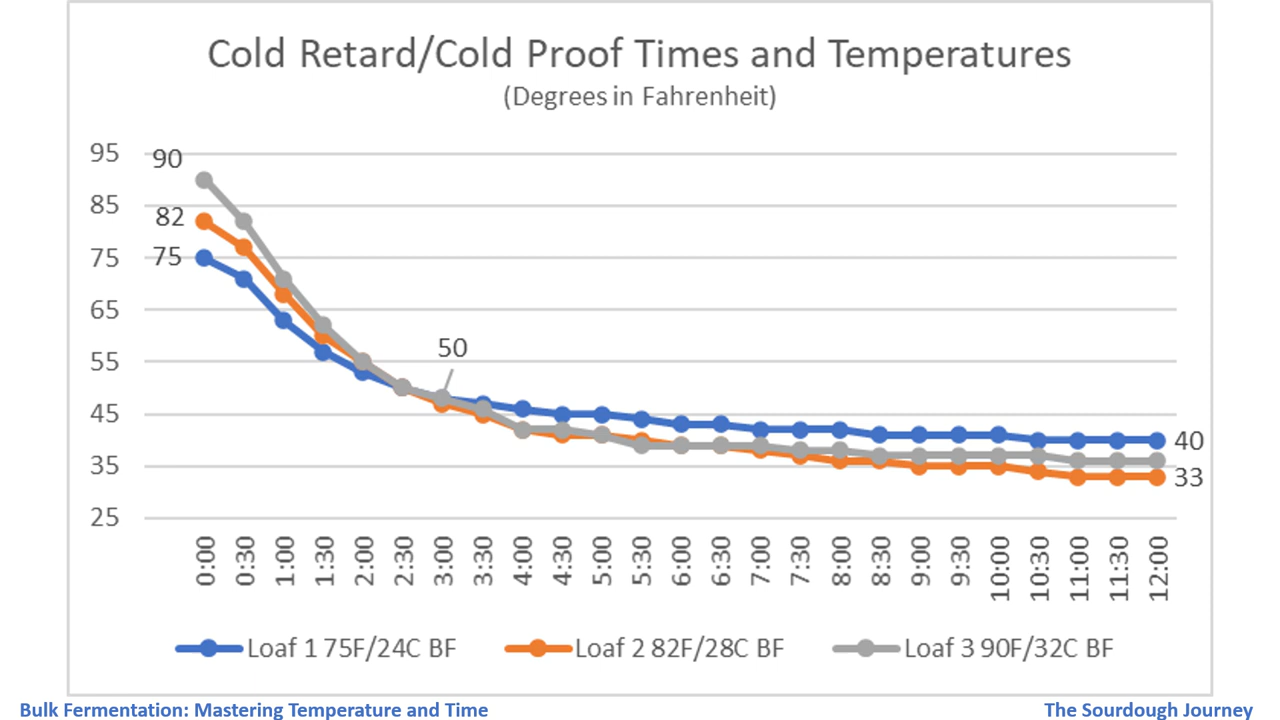 Cold Retard/Cold Proof Times and Temperatures
(Degrees in Fahrenheit)
95
90
85
82
75
75
65
55
50
45
40
35
33
25
0:00 0:30 1:00 1:30 2:00 2:30 3:00 3:30 4:00 4:30 5:00 5:30 6:00 6:30 7:00 7:30 8:00 8:30 9:00 9:30 10:00 10:30 11:00 11:30 12:00
Loaf 1 75F/24C BF Loaf 2 82F/28C BF Loaf 3 90F/32C BF
Bulk Fermentation: Mastering Temperature and Time The Sourdough Journey